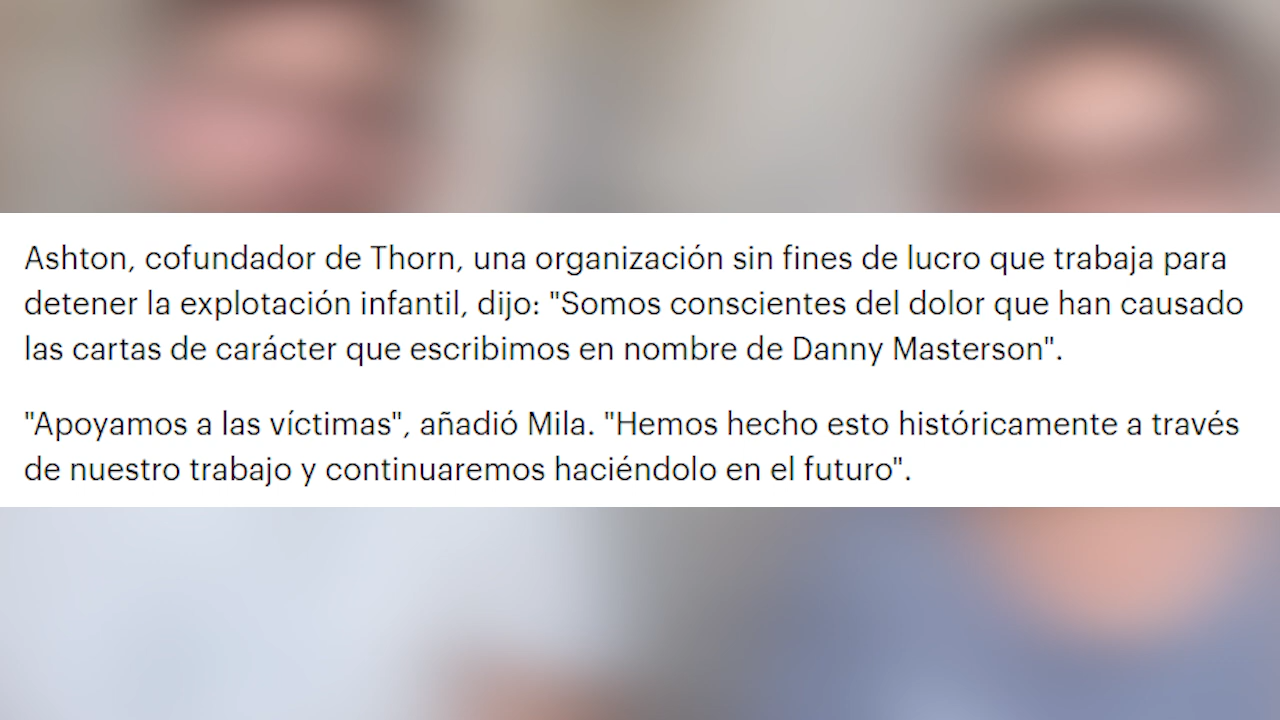 Ashton, cofundador de Thorn, una organización sin fines de lucro que trabaja para
detener la explotación infantil, dijo: "Somos conscientes del dolor que han causado
las cartas de carácter que escribimos en nombre de Danny Masterson".
"Apoyamos a las víctimas", añadió Mila. "Hemos hecho esto históricamente a través
de nuestro trabajo y continuaremos haciéndolo en el futuro".